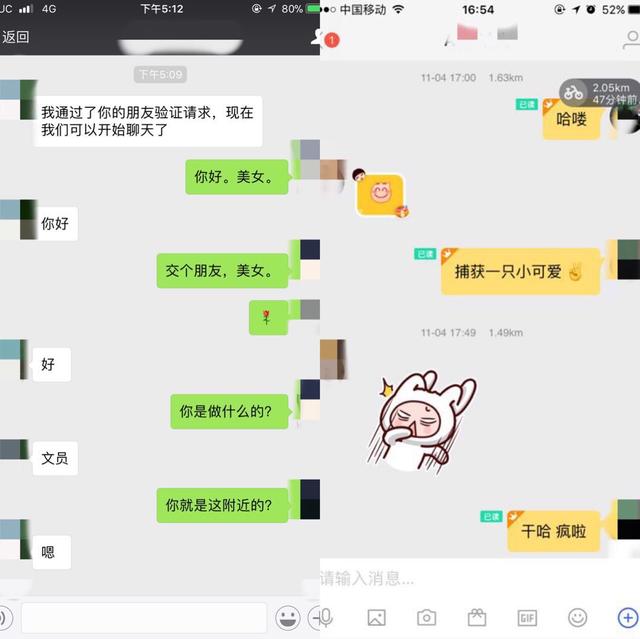 UC 4G 下午5:12 80%
返回
下午5:09
我通过了你的朋友验证请求，现在
我们可以开始聊天了
你好。美女。
你好
交个朋友，美女。
好
你是做什么的？
文员
你就是这附近的？
嗯
中国移动 16:54 52%
1
11-04 17:00 1.63km
2.05km
47分钟前
已读
哈喽
已读
捕获一只小可爱✌
11-04 17:49 1.49km
已读
干哈 疯啦
请输入消息...
GIF